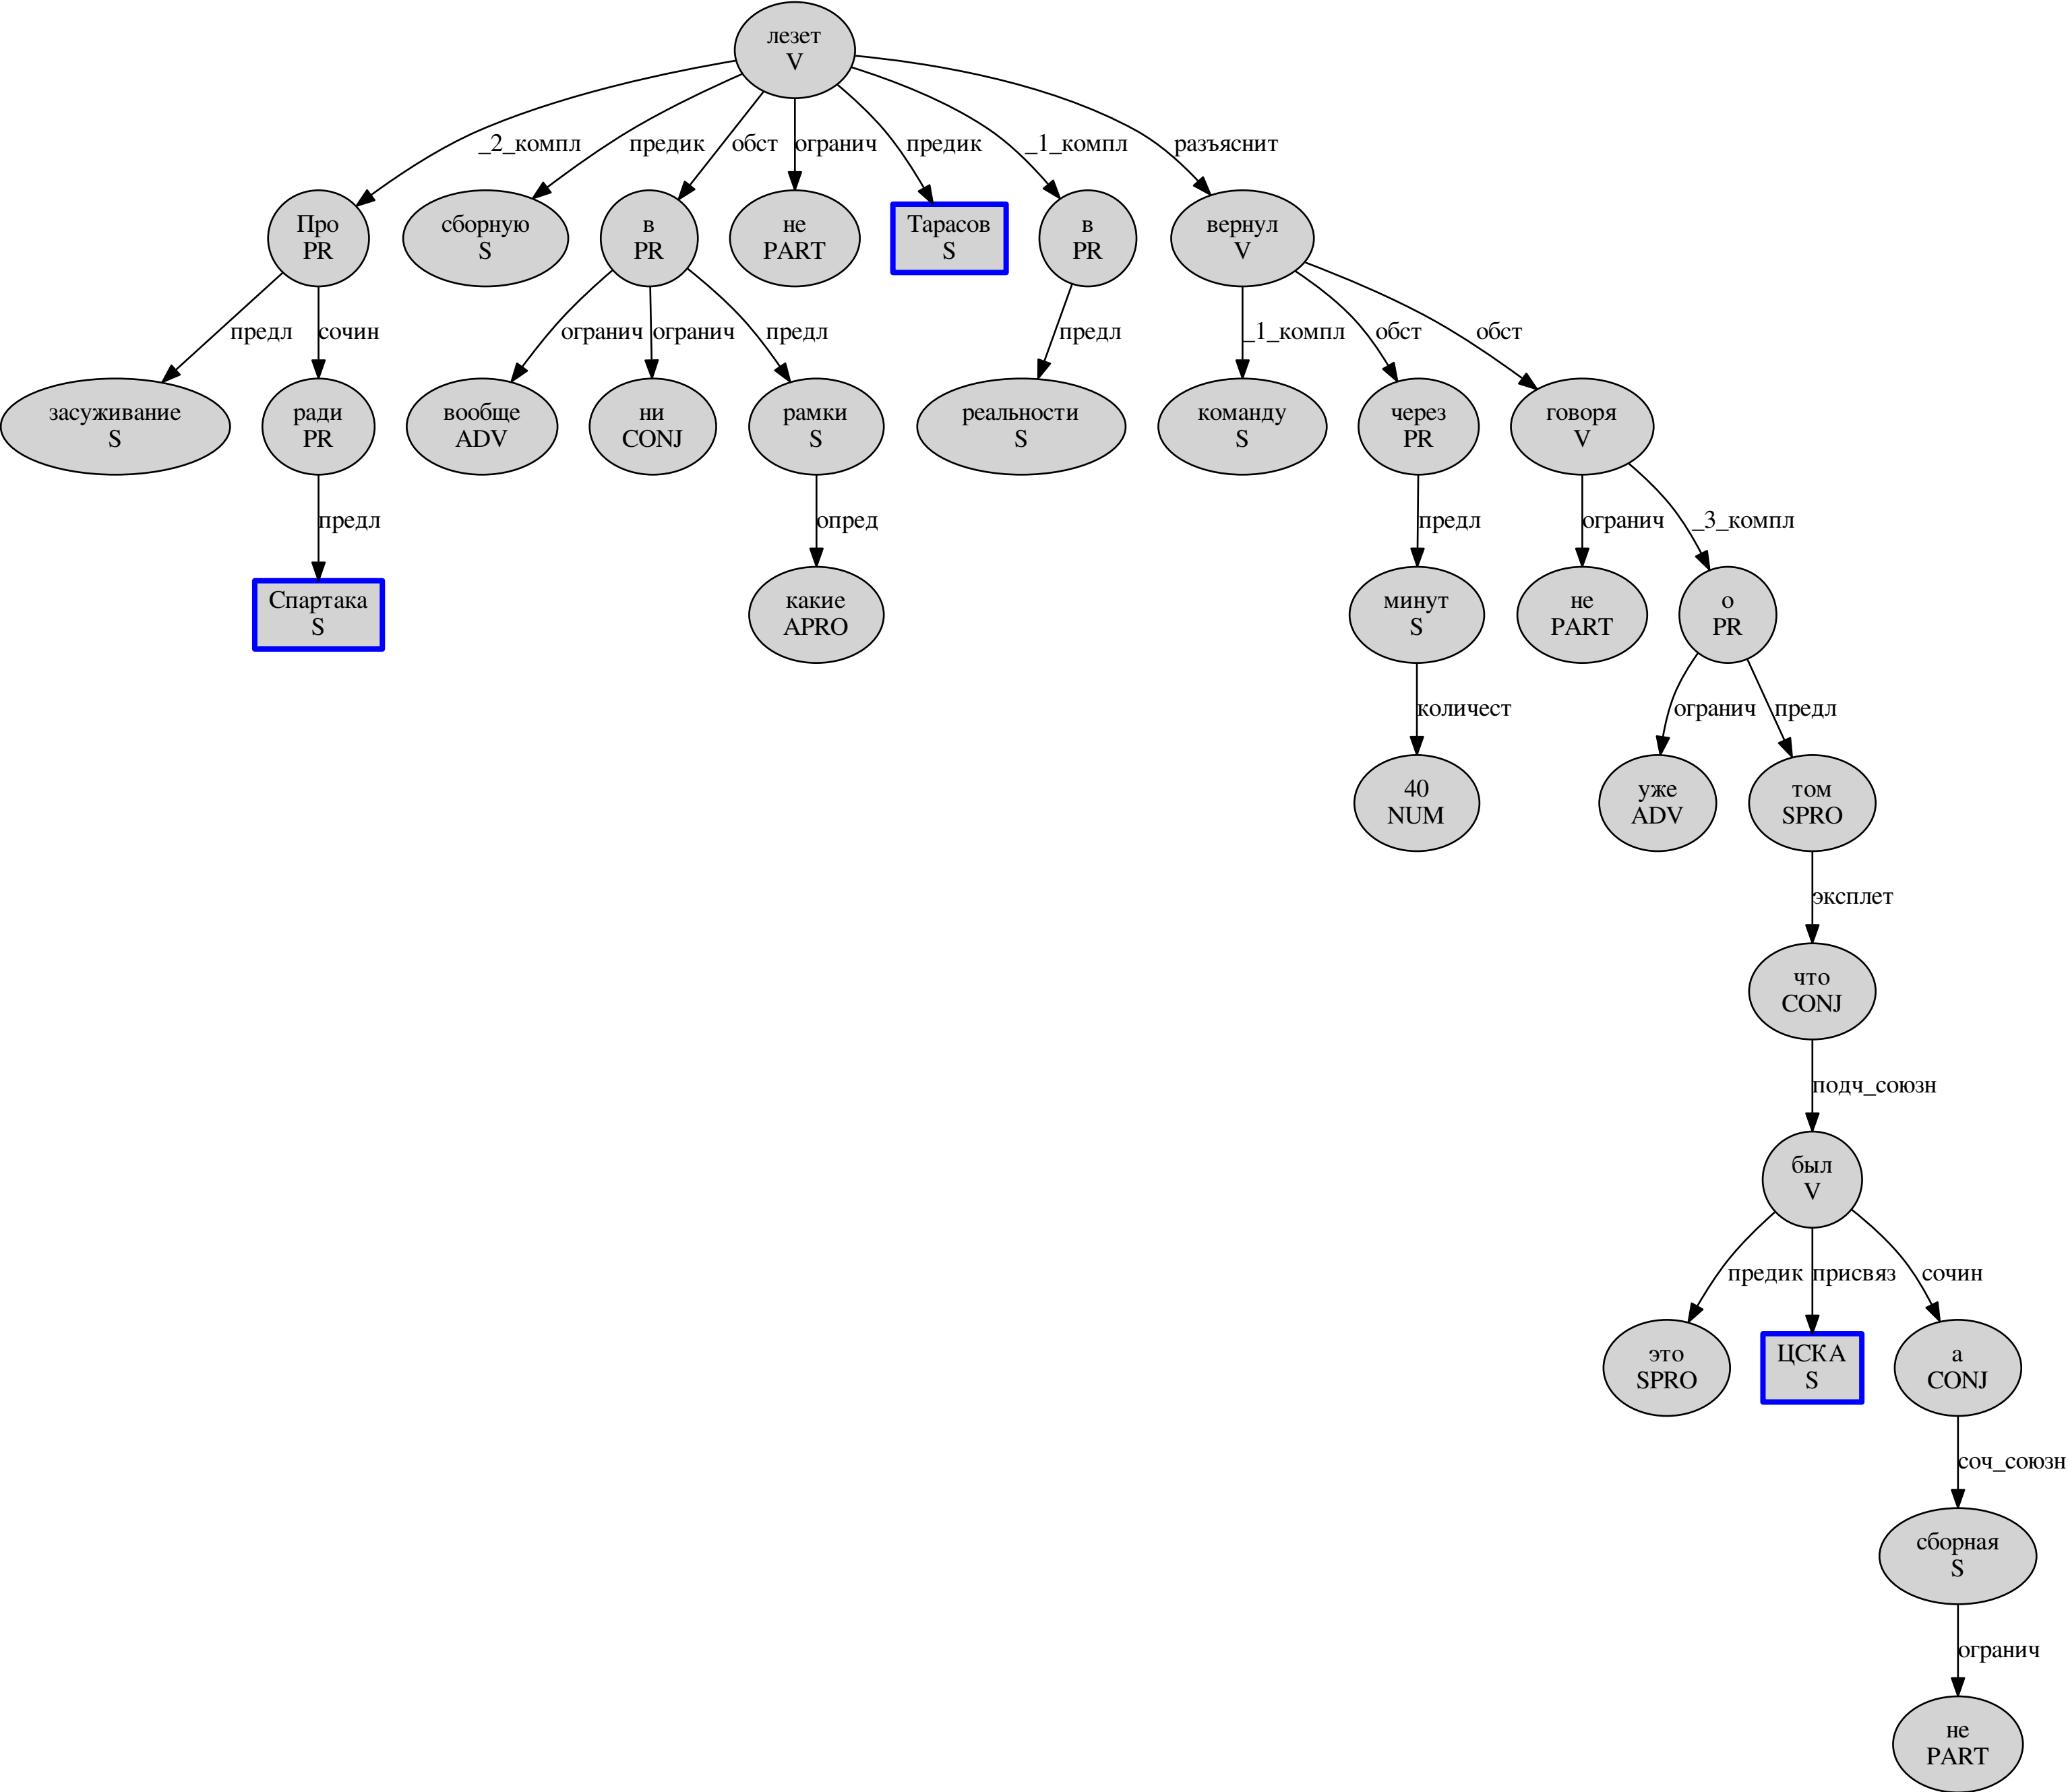 лезет
V
_2_компл
предик
обст
огранич
предик
_1_компл
разъяснит
Про
PR
сборную
S
в
PR
не
PART
Тарасов
S
в
PR
вернул
V
предл
сочин
огранич
огранич
предл
предл
_1_компл
обст
обст
засуживание
S
ради
PR
вообще
ADV
ни
CONJ
рамки
S
реальности
S
команду
S
через
PR
говоря
V
предл
опред
предл
огранич
_3_компл
Спартака
S
какие
APRO
минут
S
не
PART
о
PR
количест
огранич
предл
40
NUM
уже
ADV
том
SPRO
эксплет
что
CONJ
подч_союзн
был
V
предик
присвяз
сочин
это
SPRO
ЦСКА
S
а
CONJ
соч_союзн
сборная
S
огранич
не
PART